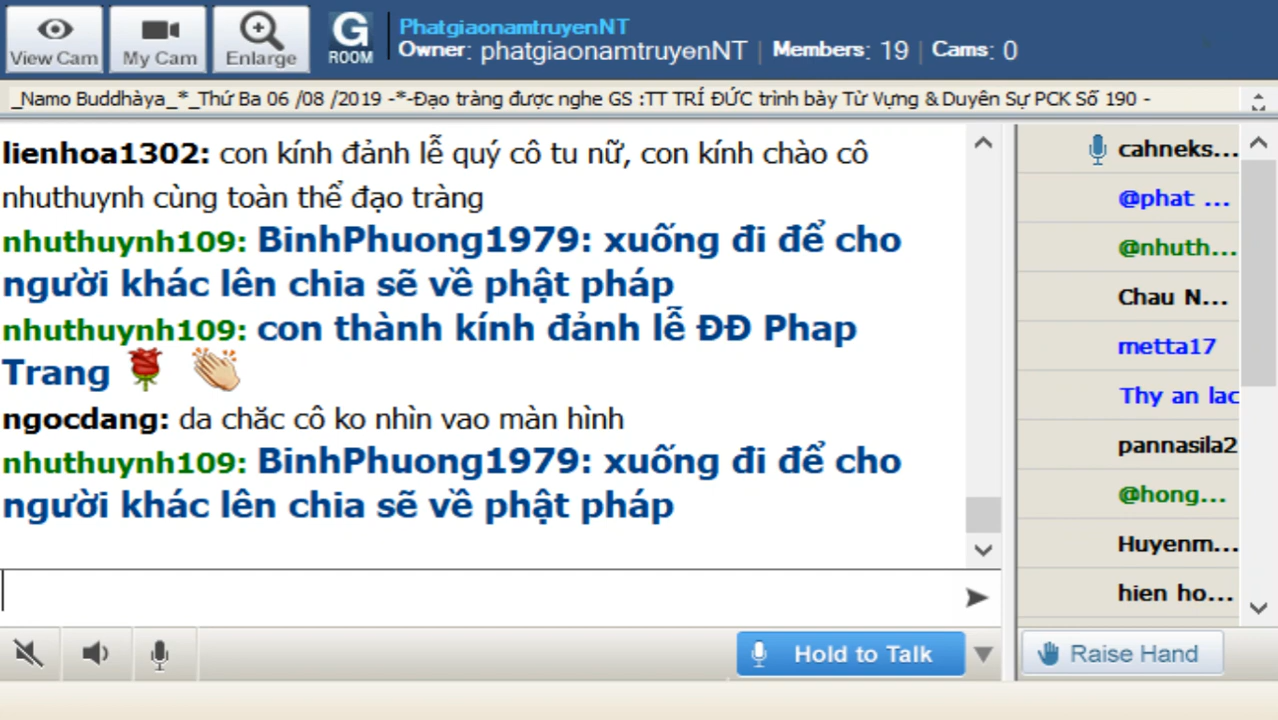 View Cam
My Cam
Enlarge
G
ROOM
PhatgiaonamtruyenNT
Owner: phatgiaonamtruyenNT | Members: 19 | Cams: 0
_Namo Buddhàya_*_Thứ Ba 06 /08 /2019 -*-Đạo tràng được nghe GS :TT TRÍ ĐỨC trình bày Từ Vựng & Duyên Sự PCK Số 190 -
lienhoa1302: con kính đảnh lễ quý cô tu nữ, con kính chào cô
nhuthuynh cùng toàn thể đạo tràng
nhuthuynh109: BinhPhuong1979: xuống đi để cho
người khác lên chia sẽ về phật pháp
nhuthuynh109: con thành kính đảnh lễ ĐĐ Phap
Trang 🌹 👏
ngocdang: da chăc cô ko nhìn vao màn hình
nhuthuynh109: BinhPhuong1979: xuống đi để cho
người khác lên chia sẽ về phật pháp
cahneks...
@phat ...
@nhuth...
Chau N...
metta17
Thy an lac
pannasila2
@hong...
Huyenm...
hien ho...
Hold to Talk
Raise Hand